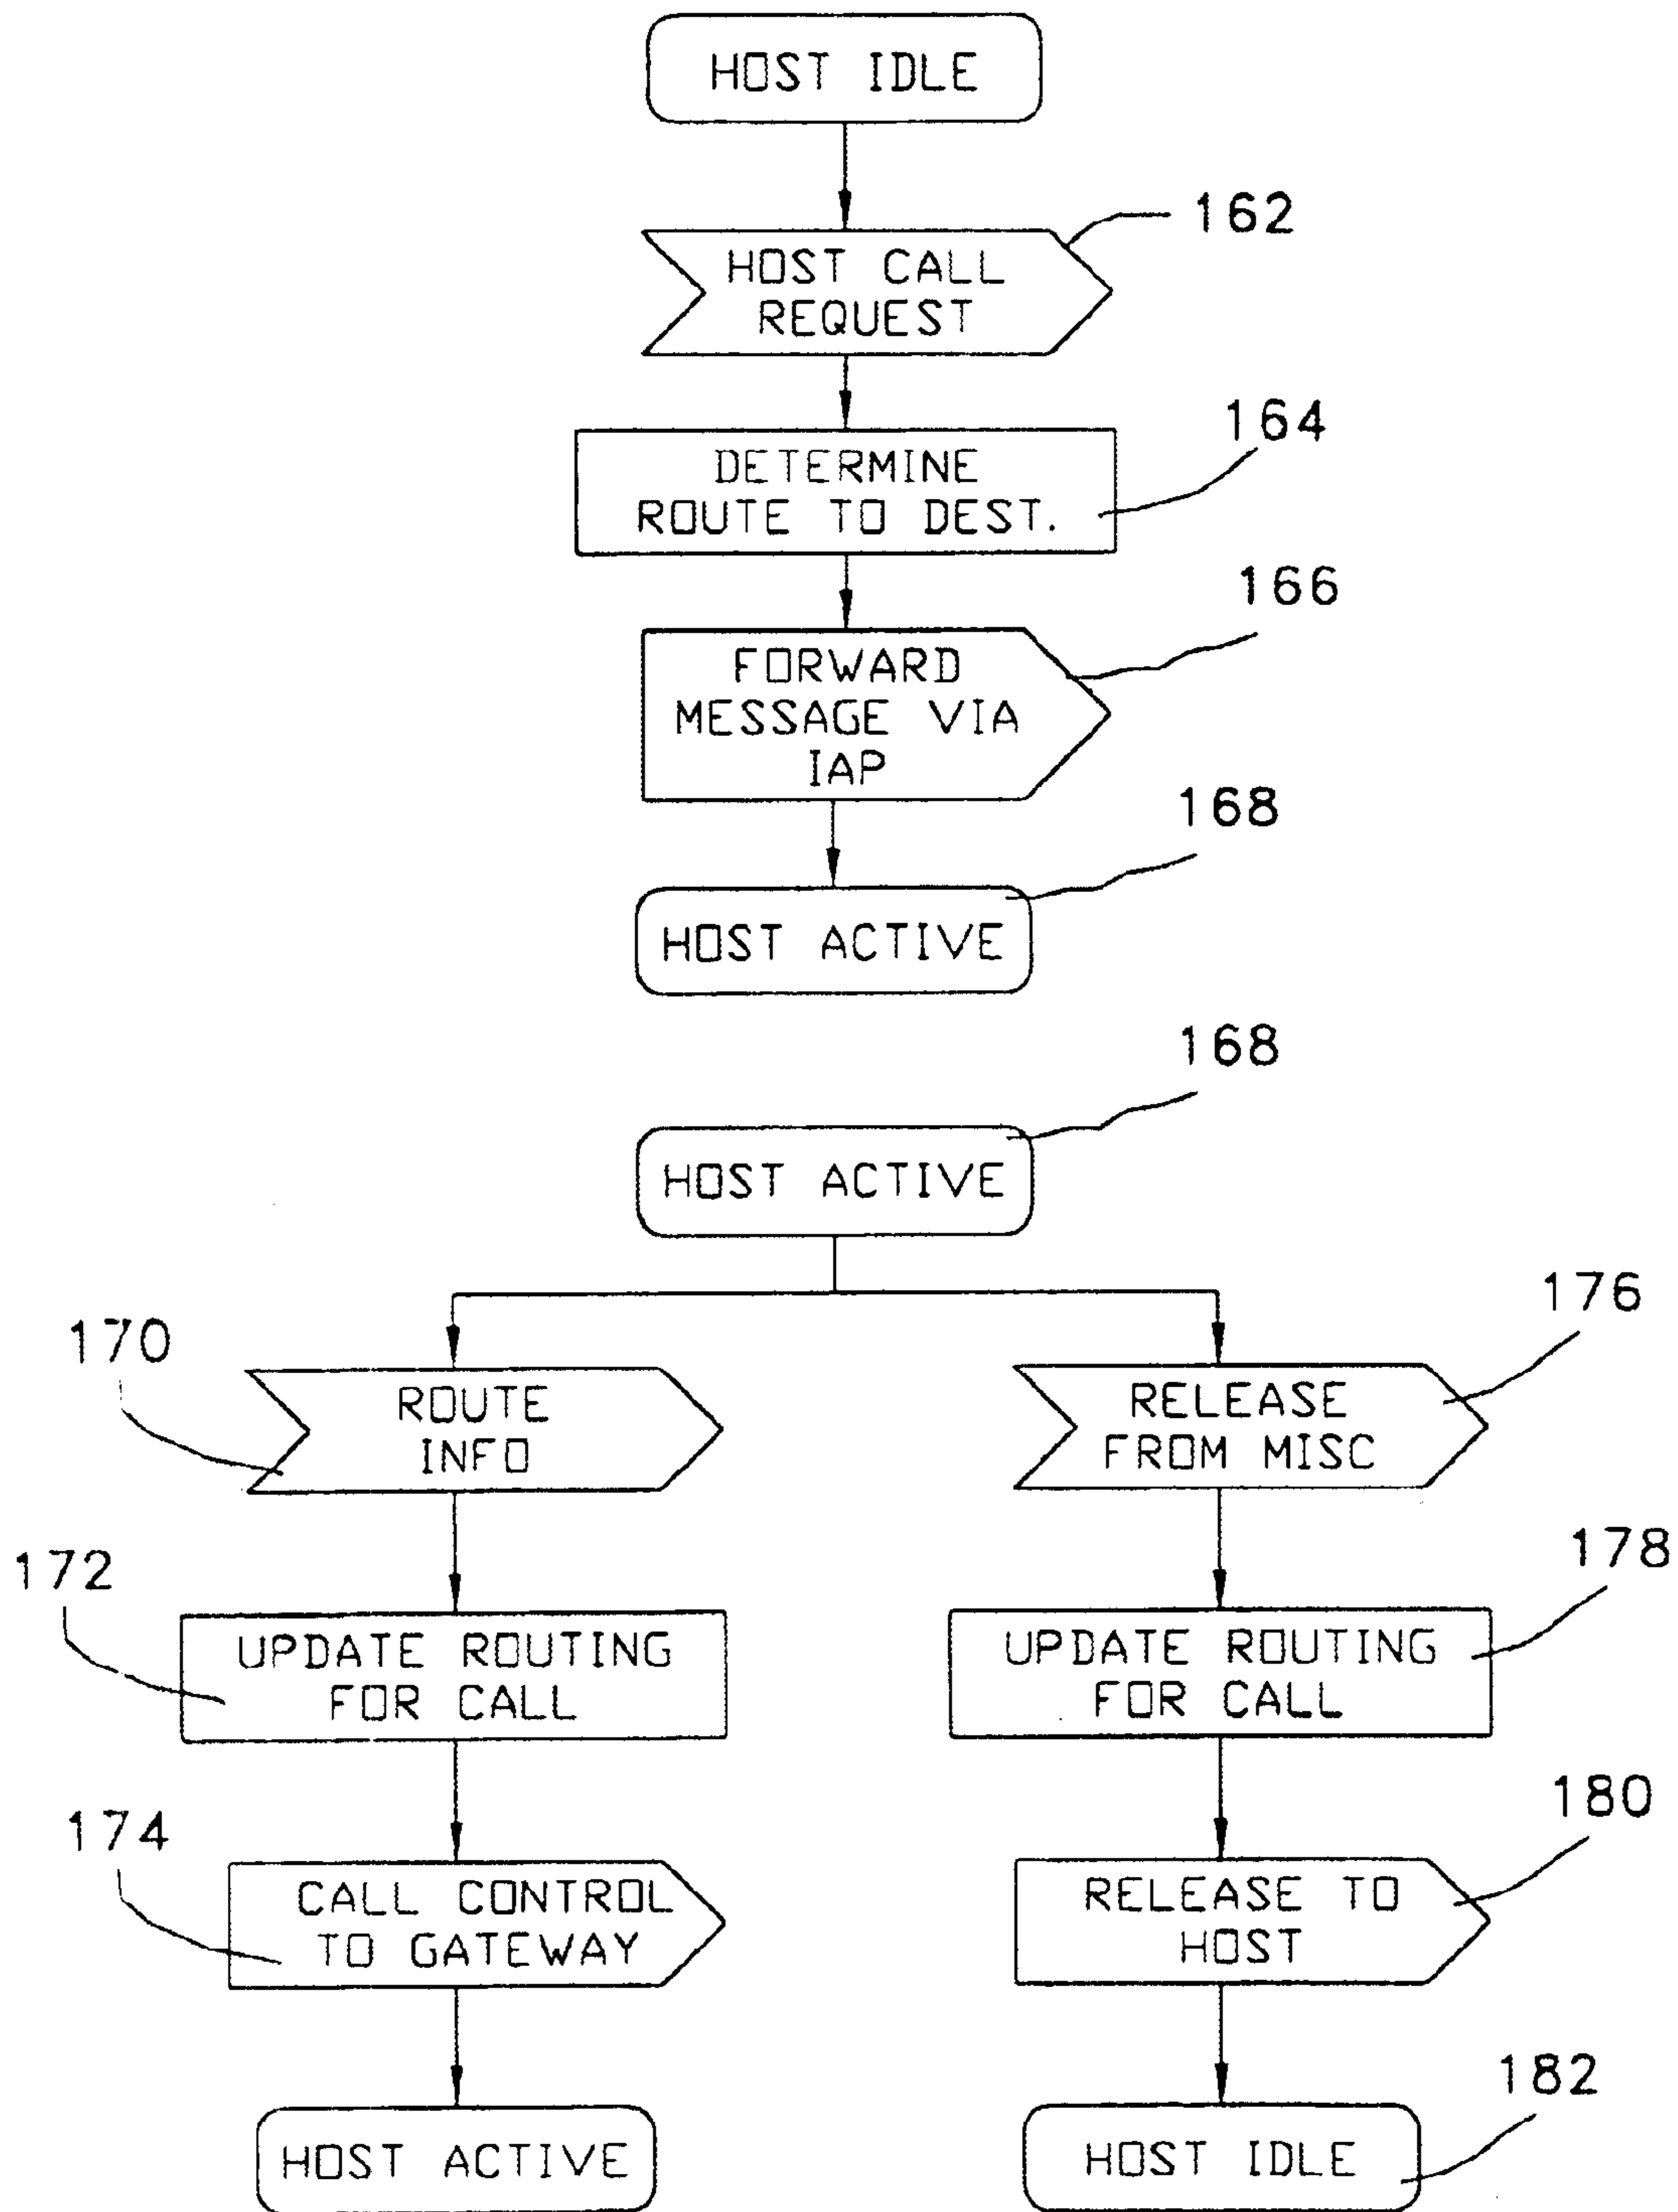 HOST IDLE
162
HOST CALL
REQUEST
164
DETERMINE
ROUTE TO DEST.
166
FORWARD
MESSAGE VIA
IAP
168
HOST ACTIVE
168
HOST ACTIVE
170
ROUTE
INFO
172
UPDATE ROUTING
FOR CALL
174
CALL CONTROL
TO GATEWAY
HOST ACTIVE
176
RELEASE
FROM MISC
178
UPDATE ROUTING
FOR CALL
180
RELEASE TO
HOST
182
HOST IDLE